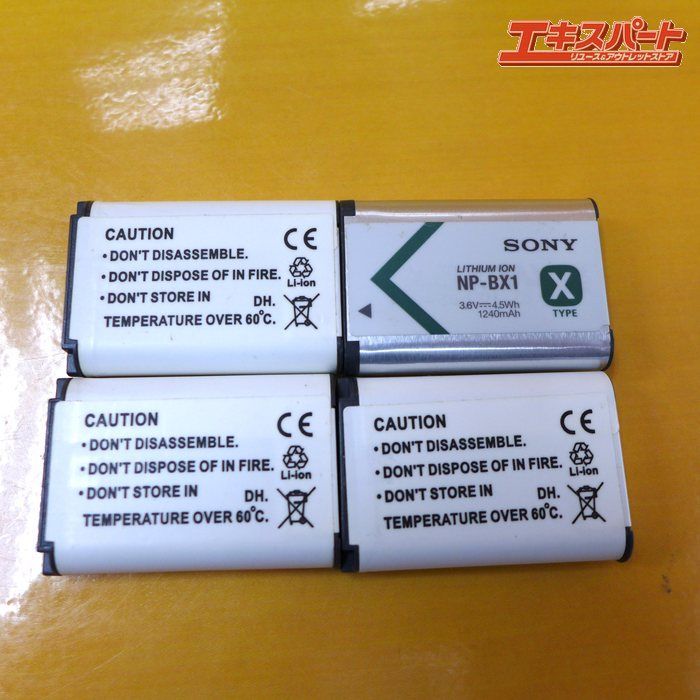 エキスパート
リユース&アウトレットストア
CAUTION
• DON'T DISASSEMBLE.
• DON'T DISPOSE OF IN FIRE.
• DON'T STORE IN DH.
TEMPERATURE OVER 60°C.
CE
Li-ion
SONY
LITHIUM ION
NP-BX1
3.6V⎓4.5Wh
1240mAh
X
TYPE
CAUTION
• DON'T DISASSEMBLE.
• DON'T DISPOSE OF IN FIRE.
• DON'T STORE IN DH.
TEMPERATURE OVER 60°C.
CE
Li-ion
CAUTION
• DON'T DISASSEMBLE.
• DON'T DISPOSE OF IN FIRE.
• DON'T STORE IN DH.
TEMPERATURE OVER 60°C.
CE
Li-ion